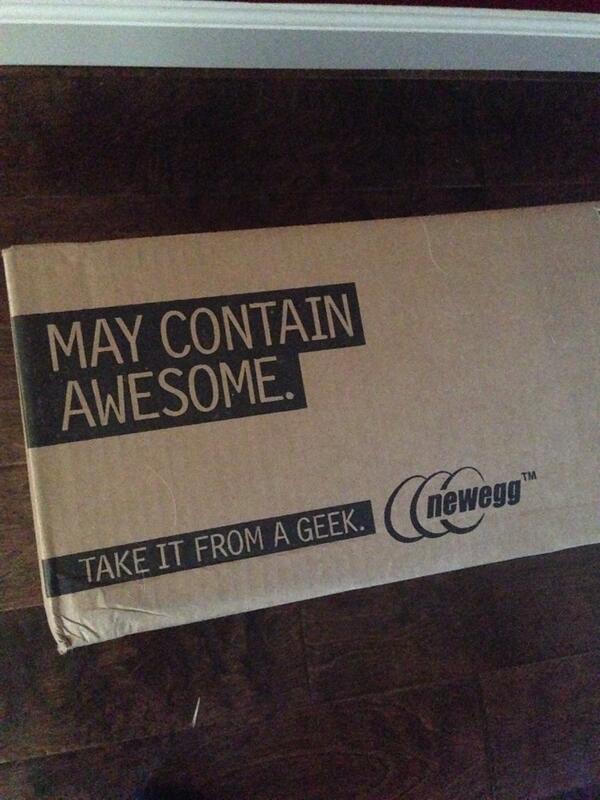 MAY CONTAIN
AWESOME.
TAKE IT FROM A GEEK.
newegg™